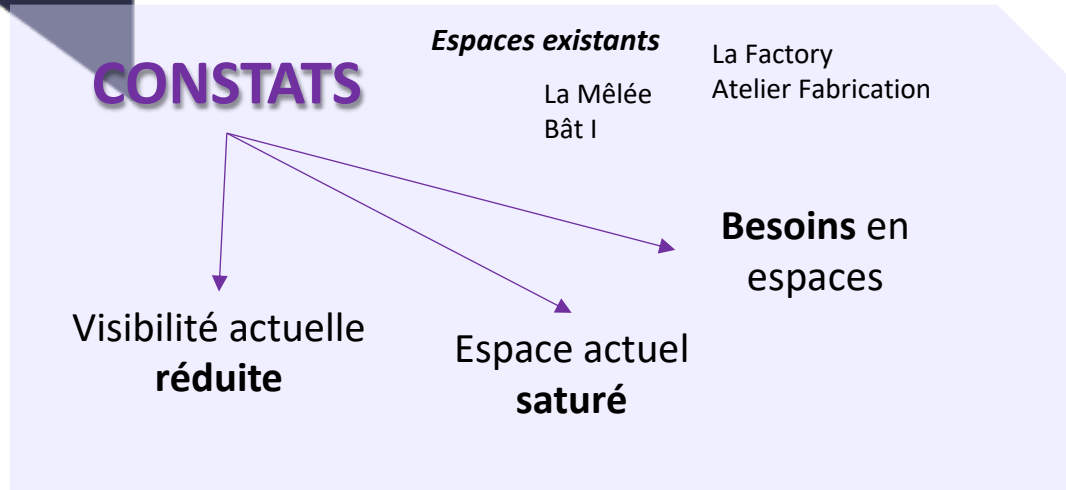 CONSTATS
Espaces existants
La Mêlée
Bât I
La Factory
Atelier Fabrication
Besoins en
espaces
Visibilité actuelle
réduite
Espace actuel
saturé